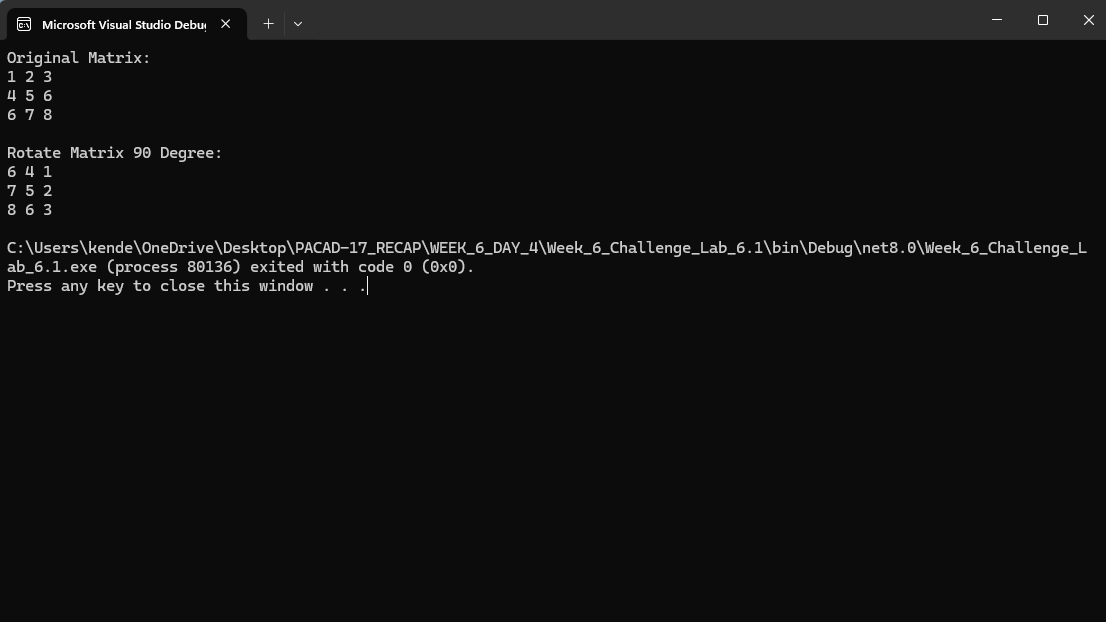 Microsoft Visual Studio Debu
Original Matrix:
1 2 3
4 5 6
6 7 8
Rotate Matrix 90 Degree:
6 4 1
7 5 2
8 6 3
C:\Users\kende\OneDrive\Desktop\PACAD-17_RECAP\WEEK_6_DAY_4\Week_6_Challenge_Lab_6.1\bin\Debug\net8.0\Week_6_Challenge_L
ab_6.1.exe (process 80136) exited with code 0 (0x0).
Press any key to close this window . . .